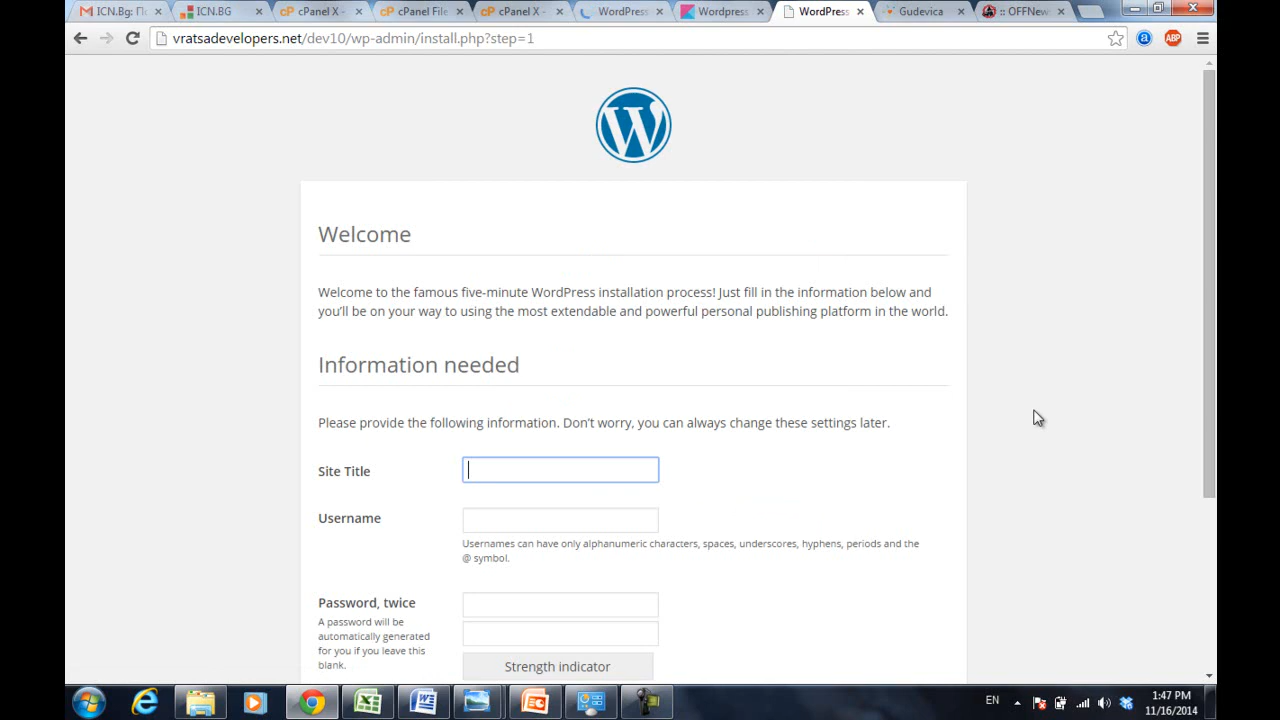 ICN.Bg: По
ICN.BG
cPanel X -
cPanel File
cPanel X -
WordPress
Wordpress
WordPress
Gudevica
:: OFFNew
vratsadevelopers.net/dev10/wp-admin/install.php?step=1
a
ABP
W
Welcome
Welcome to the famous five-minute WordPress installation process! Just fill in the information below and
you'll be on your way to using the most extendable and powerful personal publishing platform in the world.
Information needed
Please provide the following information. Don't worry, you can always change these settings later.
Site Title
Username
Usernames can have only alphanumeric characters, spaces, underscores, hyphens, periods and the
@ symbol.
Password, twice
A password will be
automatically generated
for you if you leave this
blank.
Strength indicator
EN
1:47 PM
11/16/2014